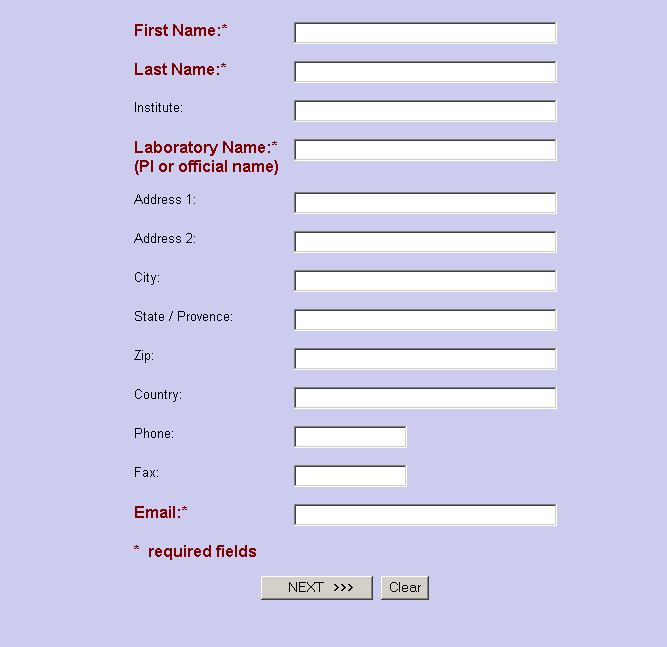 First Name:*
Last Name:*
Institute:
Laboratory Name:*
(PI or official name)
Address 1:
Address 2:
City:
State / Provence:
Zip:
Country:
Phone:
Fax:
Email:*
* required fields
NEXT >>> Clear